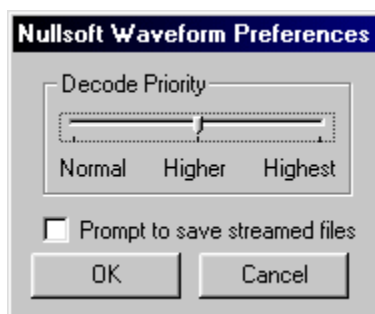 Nullsoft Waveform Preferences
Decode Priority
Normal Higher Highest
Prompt to save streamed files
OK Cancel